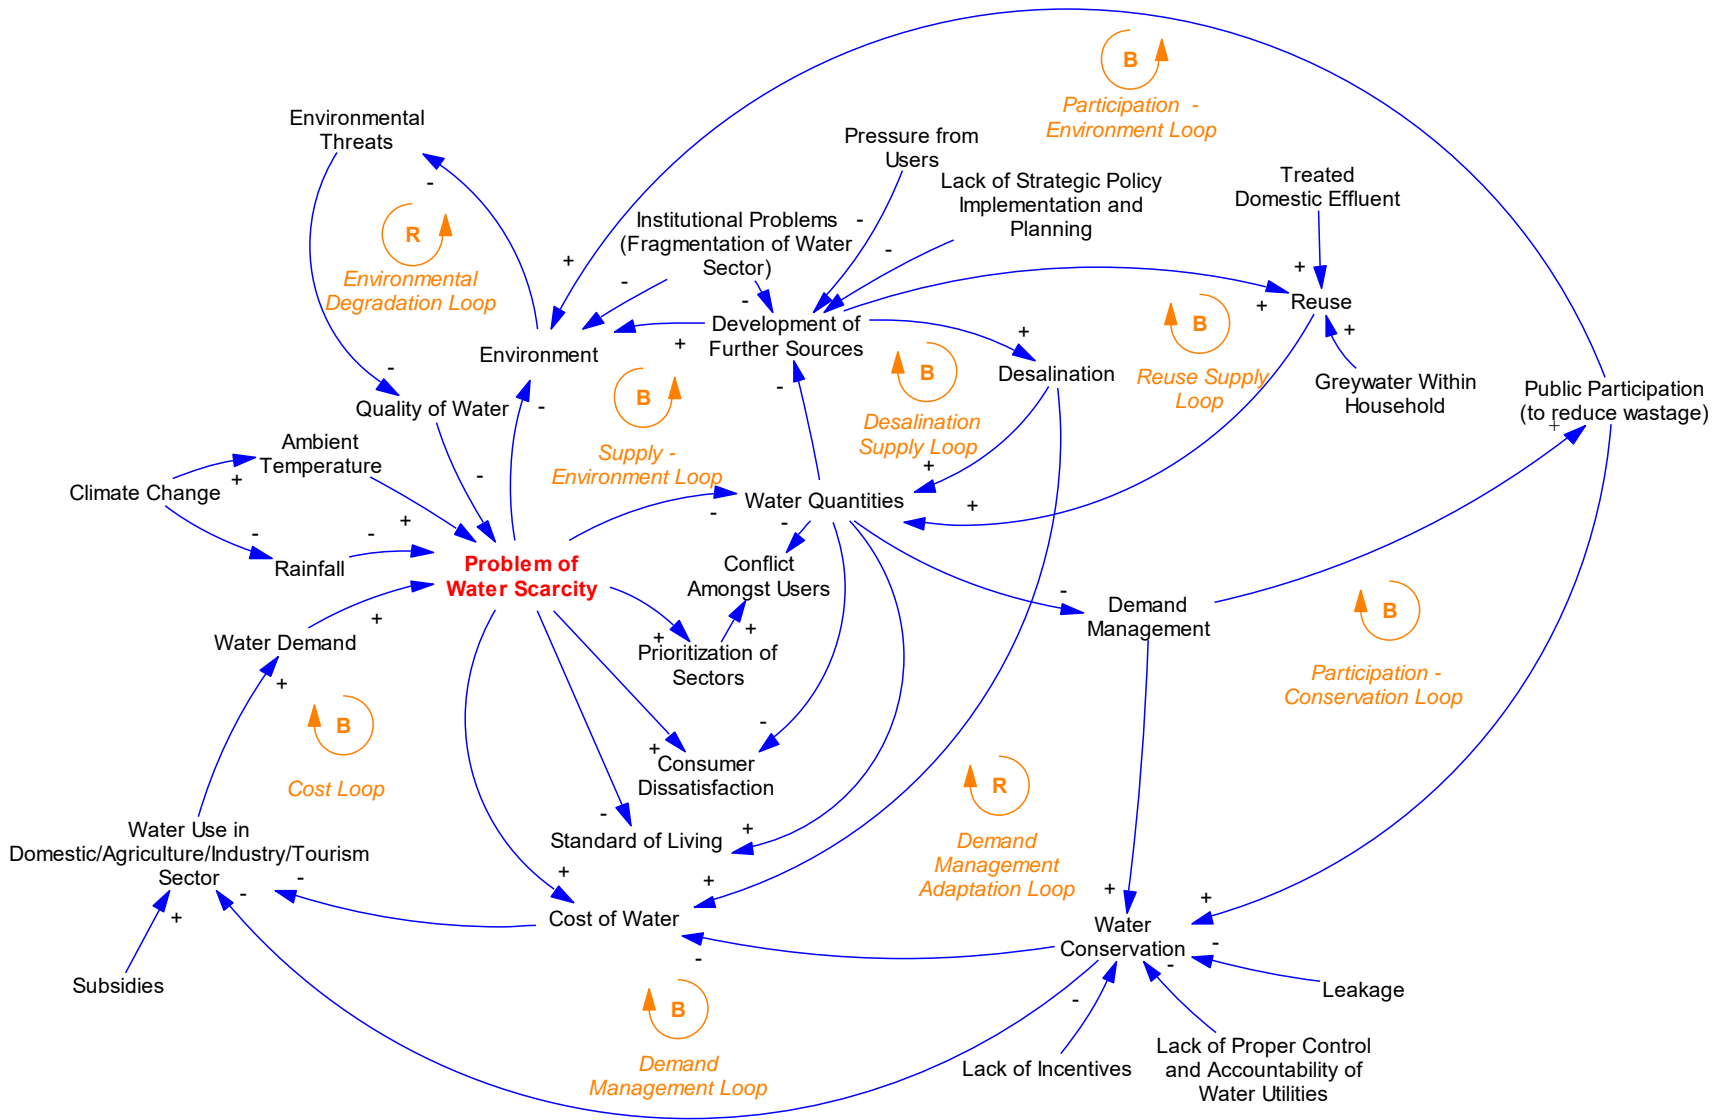 B
Participation -
Environment Loop
Environmental
Threats
Pressure from
Users
Lack of Strategic Policy
Implementation and
Planning
Treated
Domestic Effluent
-
R
Environmental
Degradation Loop
Institutional Problems
(Fragmentation of Water
Sector)
-
-
+
-
-
+
+
Reuse
B
Reuse Supply
Loop
+
Development of
Further Sources
+
+
Environment
B
Desalination
Supply Loop
Desalination
Greywater Within
Household
Public Participation
(to reduce wastage)
+
-
Quality of Water
-
B
Supply -
Environment Loop
-
Ambient
Temperature
Climate Change
+
-
+
-
-
Rainfall
-
Water Quantities
+
+
-
Problem of
Water Scarcity
Conflict
Amongst Users
-
Demand
Management
B
Participation -
Conservation Loop
Water Demand
+
+
+
Prioritization of
Sectors
+
B
Cost Loop
-
+
Consumer
Dissatisfaction
R
Demand
Management
Adaptation Loop
-
Standard of Living
+
Water Use in
Domestic/Agriculture/Industry/Tourism
Sector
-
-
+
+
+
+
+
Cost of Water
Water
Conservation
-
-
-
Subsidies
B
Demand
Management Loop
-
Leakage
Lack of Incentives
Lack of Proper Control
and Accountability of
Water Utilities